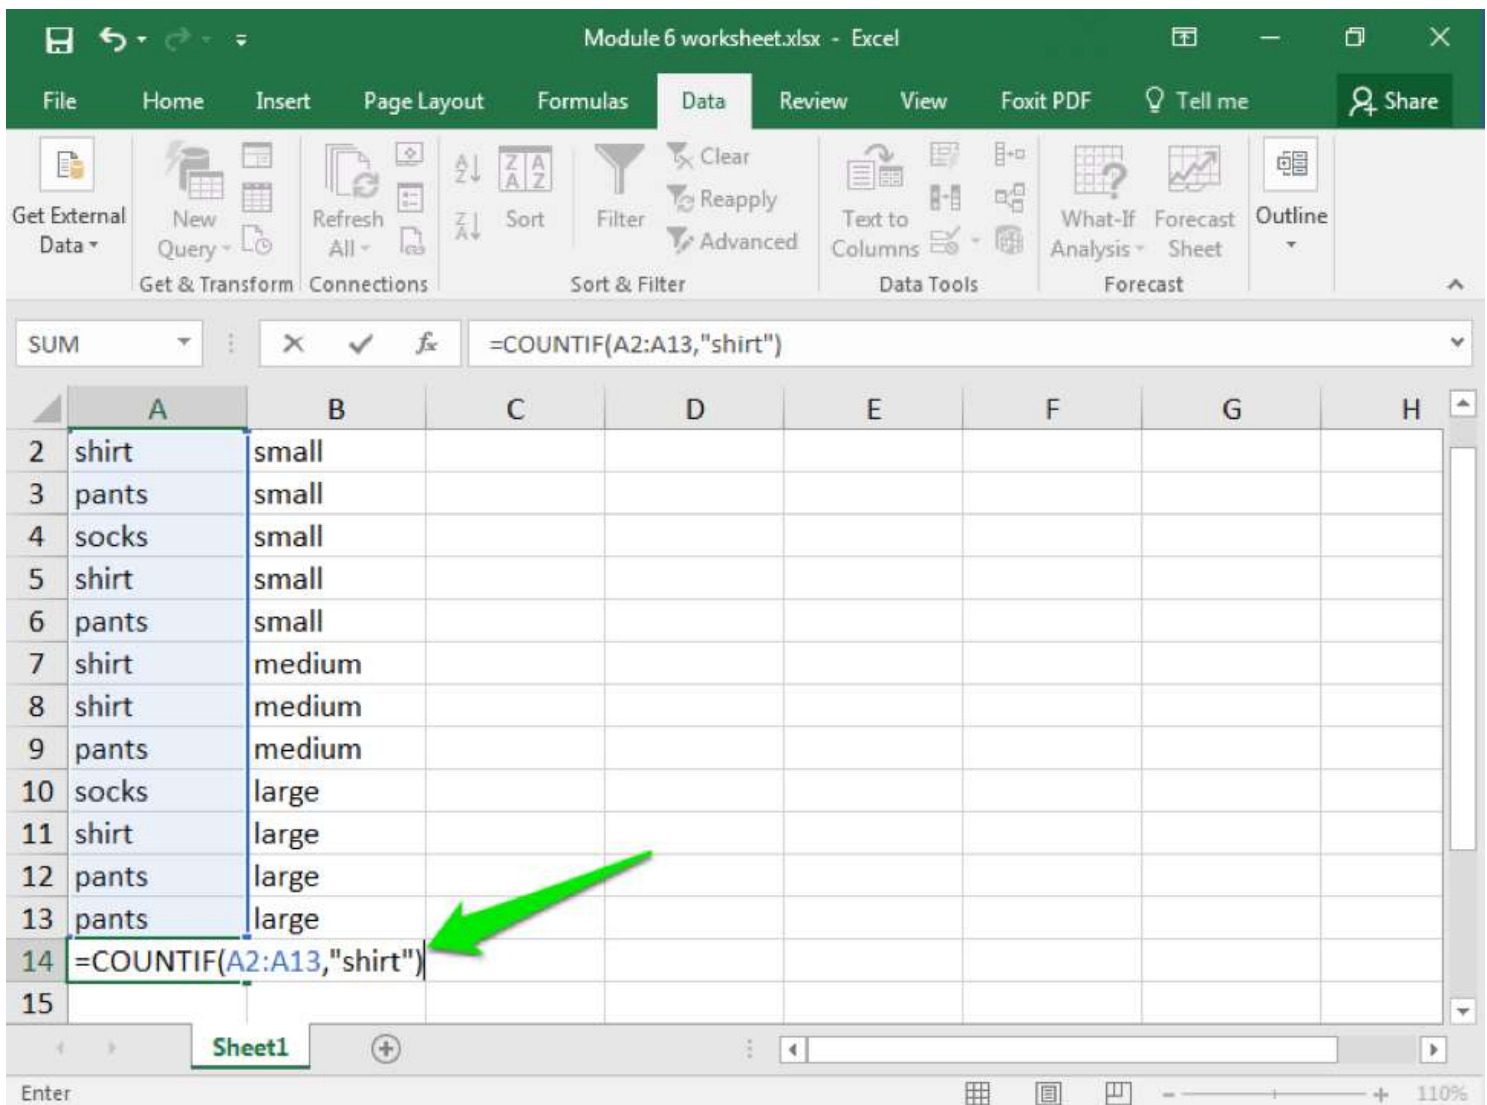 Module 6 worksheet.xlsx - Excel
File Home Insert Page Layout Formulas Data Review View Foxit PDF Tell me Share
Get External Data
New Query
Get & Transform
Refresh All
Connections
Sort
Filter
Clear
Reapply
Advanced
Sort & Filter
Text to Columns
Data Tools
What-If Analysis
Forecast Sheet
Forecast
Outline
SUM fx =COUNTIF(A2:A13,"shirt")
A B C D E F G H
2 shirt small
3 pants small
4 socks small
5 shirt small
6 pants small
7 shirt medium
8 shirt medium
9 pants medium
10 socks large
11 shirt large
12 pants large
13 pants large
14 =COUNTIF(A2:A13,"shirt")
15
Sheet1
Enter 110%